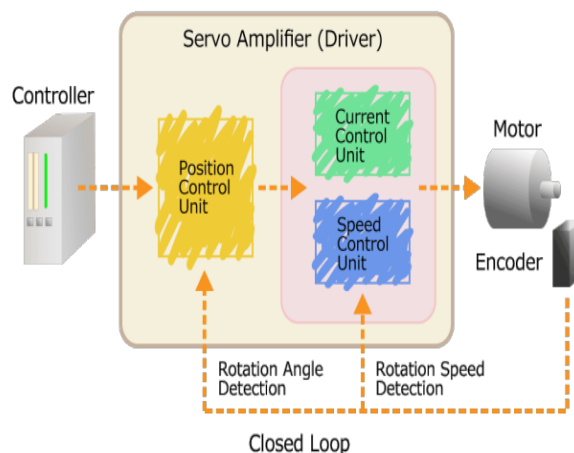 Servo Amplifier (Driver)
Controller
Position
Control
Unit
Current
Control
Unit
Speed
Control
Unit
Motor
Encoder
Rotation Angle
Detection
Rotation Speed
Detection
Closed Loop